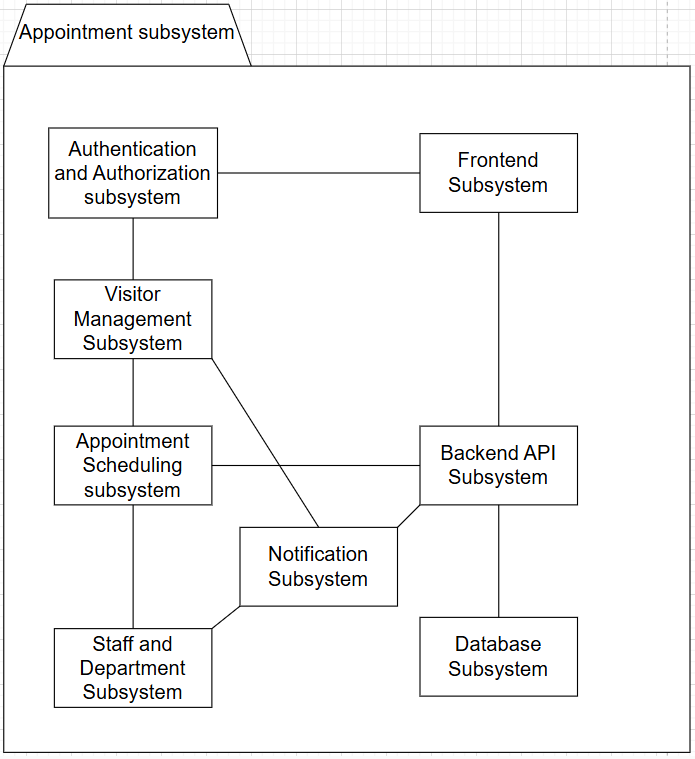 Appointment subsystem
Authentication
and Authorization
subsystem
Frontend
Subsystem
Visitor
Management
Subsystem
Appointment
Scheduling
subsystem
Backend API
Subsystem
Notification
Subsystem
Staff and
Department
Subsystem
Database
Subsystem